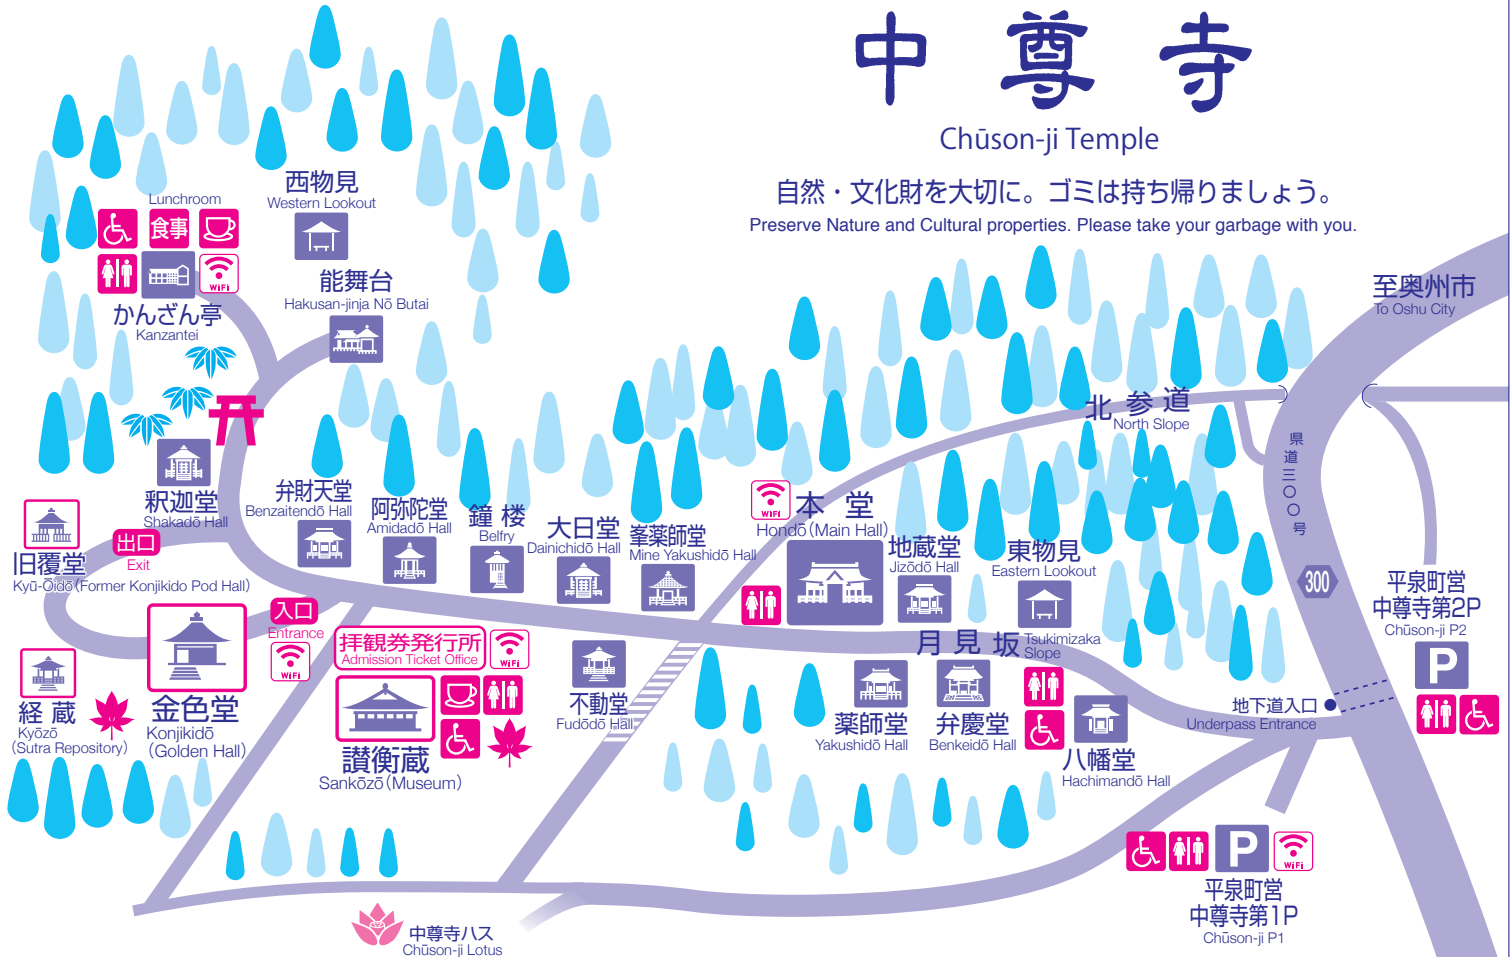 中尊寺
Chūson-ji Temple
自然・文化財を大切に。ゴミは持ち帰りましょう。
Preserve Nature and Cultural properties. Please take your garbage with you.
西物見
Western Lookout
Lunchroom
食事
WiFi
かんざん亭
Kanzantei
能舞台
Hakusan-jinja Nō Butai
至奥州市
To Oshu City
北参道
North Slope
県道三〇〇号
300
釈迦堂
Shakadō Hall
弁財天堂
Benzaitendō Hall
阿弥陀堂
Amidadō Hall
鐘楼
Belfry
大日堂
Dainichidō Hall
峯薬師堂
Mine Yakushidō Hall
WiFi
本堂
Hondō (Main Hall)
地蔵堂
Jizōdō Hall
東物見
Eastern Lookout
旧覆堂
Kyū-Ōidō (Former Konjikido Pod Hall)
出口
Exit
入口
Entrance
WiFi
拝観券発行所
Admission Ticket Office
WiFi
月見坂
Tsukimizaka
Slope
平泉町営
中尊寺第2P
Chūson-ji P2
P
経蔵
Kyōzō
(Sutra Repository)
金色堂
Konjikidō
(Golden Hall)
讃衡蔵
Sankōzō (Museum)
不動堂
Fudōdō Hall
薬師堂
Yakushidō Hall
弁慶堂
Benkeidō Hall
八幡堂
Hachimandō Hall
地下道入口
Underpass Entrance
P
WiFi
平泉町営
中尊寺第1P
Chūson-ji P1
中尊寺ハス
Chūson-ji Lotus